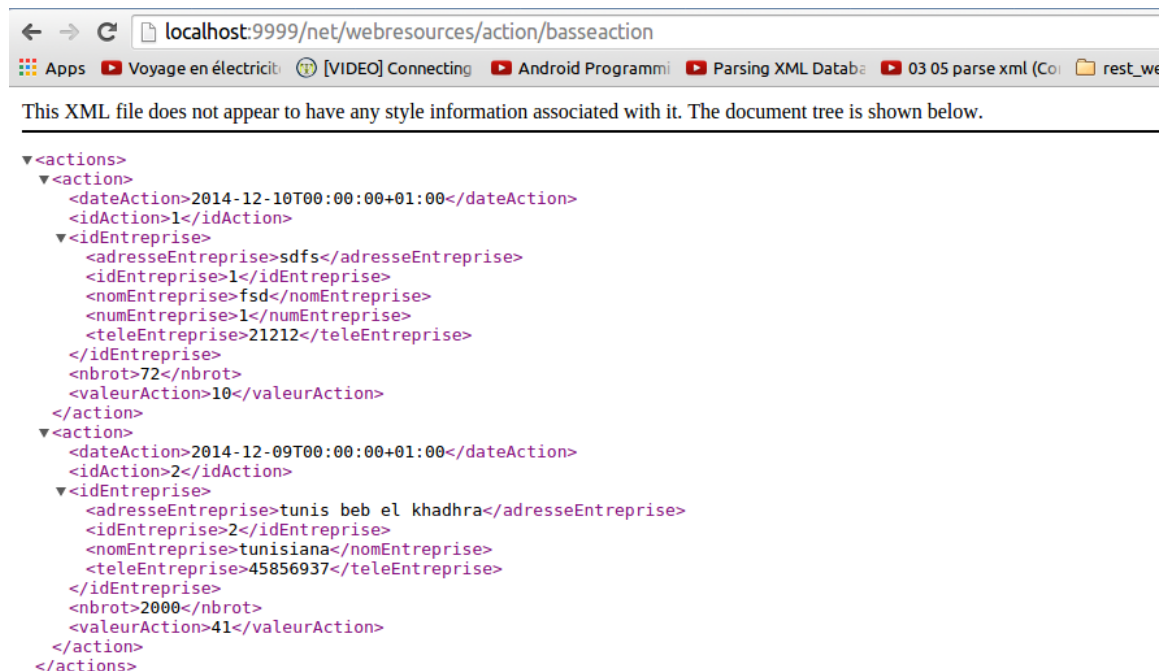 localhost:9999/net/webresources/action/basseaction
Apps Voyage en électricit [VIDEO] Connecting Android Programmi Parsing XML Databa 03 05 parse xml (Co rest_we
This XML file does not appear to have any style information associated with it. The document tree is shown below.
<actions>
<action>
<dateAction>2014-12-10T00:00:00+01:00</dateAction>
<idAction>1</idAction>
<idEntreprise>
<adresseEntreprise>sdfs</adresseEntreprise>
<idEntreprise>1</idEntreprise>
<nomEntreprise>fsd</nomEntreprise>
<numEntreprise>1</numEntreprise>
<teleEntreprise>21212</teleEntreprise>
</idEntreprise>
<nbrot>72</nbrot>
<valeurAction>10</valeurAction>
</action>
<action>
<dateAction>2014-12-09T00:00:00+01:00</dateAction>
<idAction>2</idAction>
<idEntreprise>
<adresseEntreprise>tunis beb el khadhra</adresseEntreprise>
<idEntreprise>2</idEntreprise>
<nomEntreprise>tunisiana</nomEntreprise>
<teleEntreprise>45856937</teleEntreprise>
</idEntreprise>
<nbrot>2000</nbrot>
<valeurAction>41</valeurAction>
</action>
</actions>